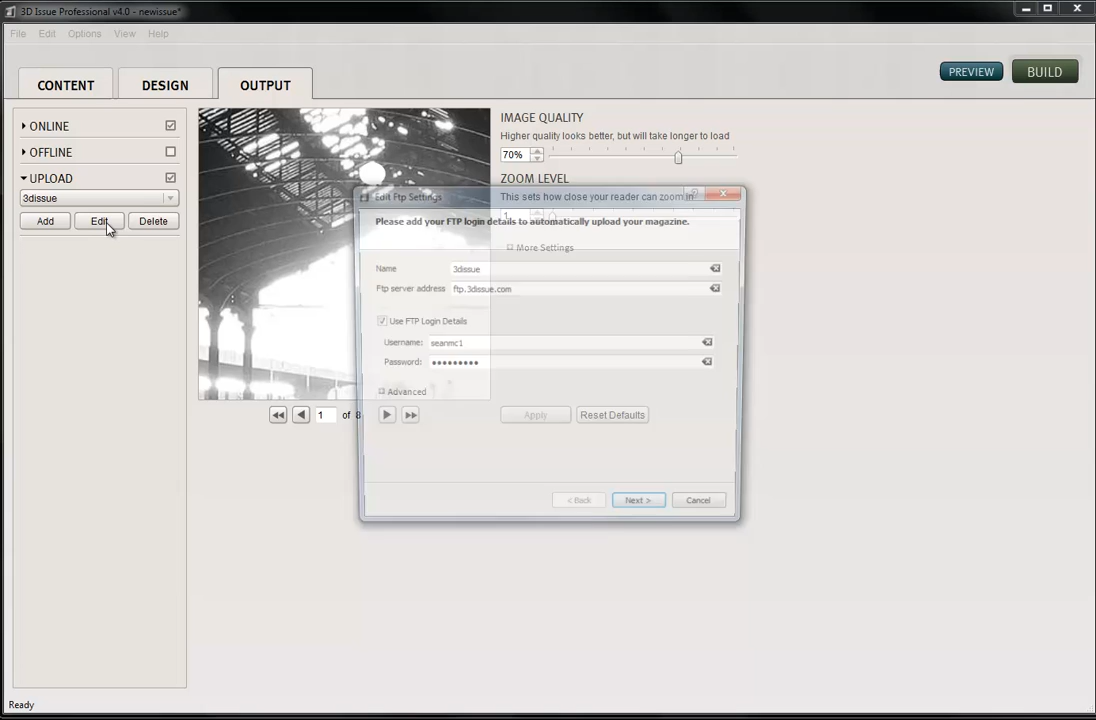 3D Issue Professional v4.0 - newissue*
File Edit Options View Help
CONTENT DESIGN OUTPUT
PREVIEW BUILD
ONLINE
OFFLINE
UPLOAD
3dissue
Add Edit Delete
1 of 8
IMAGE QUALITY
Higher quality looks better, but will take longer to load
70%
ZOOM LEVEL
This sets how close your reader can zoom in
1
More Settings
Apply Reset Defaults
Edit Ftp Settings
Please add your FTP login details to automatically upload your magazine.
Name 3dissue
Ftp server address ftp.3dissue.com
Use FTP Login Details
Username: seanmc1
Password: •••••••••
Advanced
< Back Next > Cancel
Ready